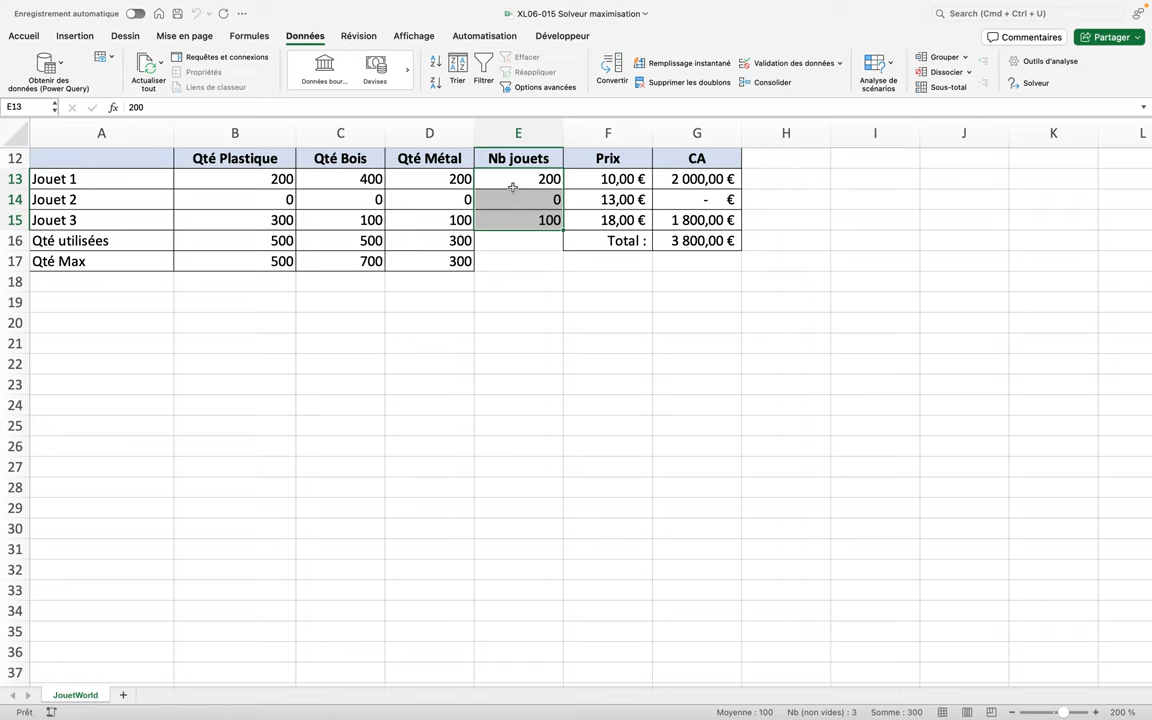 Enregistrement automatique XL06-015 Solveur maximisation Search (Cmd + Ctrl + U)
Accueil Insertion Dessin Mise en page Formules Données Révision Affichage Automatisation Développeur Commentaires Partager
Obtenir des données (Power Query)
Actualiser tout
Requêtes et connexions
Propriétés
Liens de classeur
Données bour...
Devises
Trier
Filtrer
Effacer
Réappliquer
Options avancées
Convertir
Remplissage instantané
Supprimer les doublons
Validation des données
Consolider
Analyse de scénarios
Grouper
Dissocier
Sous-total
Outils d'analyse
Solveur
E13 fx 200
A B C D E F G H I J K L
12 Qté Plastique Qté Bois Qté Métal Nb jouets Prix CA
13 Jouet 1 200 400 200 200 10,00 € 2 000,00 €
14 Jouet 2 0 0 0 0 13,00 € - €
15 Jouet 3 300 100 100 100 18,00 € 1 800,00 €
16 Qté utilisées 500 500 300 Total : 3 800,00 €
17 Qté Max 500 700 300
18
19
20
21
22
23
24
25
26
27
28
29
30
31
32
33
34
35
36
37
JouetWorld
Prêt Moyenne : 100 Nb (non vides) : 3 Somme : 300 200 %